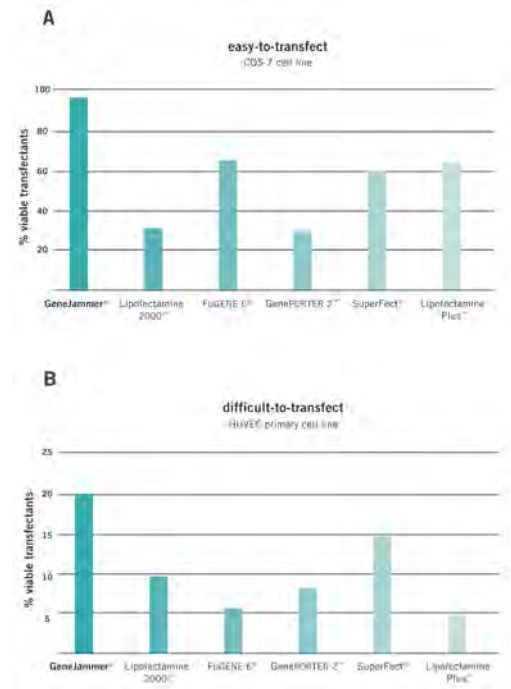 A
easy-to-transfect
COS-7 cell line
% viable transfectants
100
80
60
40
20
GeneJammer® Lipofectamine 2000™ FuGENE 6® GenePORTER 2™ SuperFect® Lipofectamine Plus™
B
difficult-to-transfect
HUVEC primary cell line
% viable transfectants
25
20
15
10
5
GeneJammer® Lipofectamine 2000™ FuGENE 6® GenePORTER 2™ SuperFect® Lipofectamine Plus™